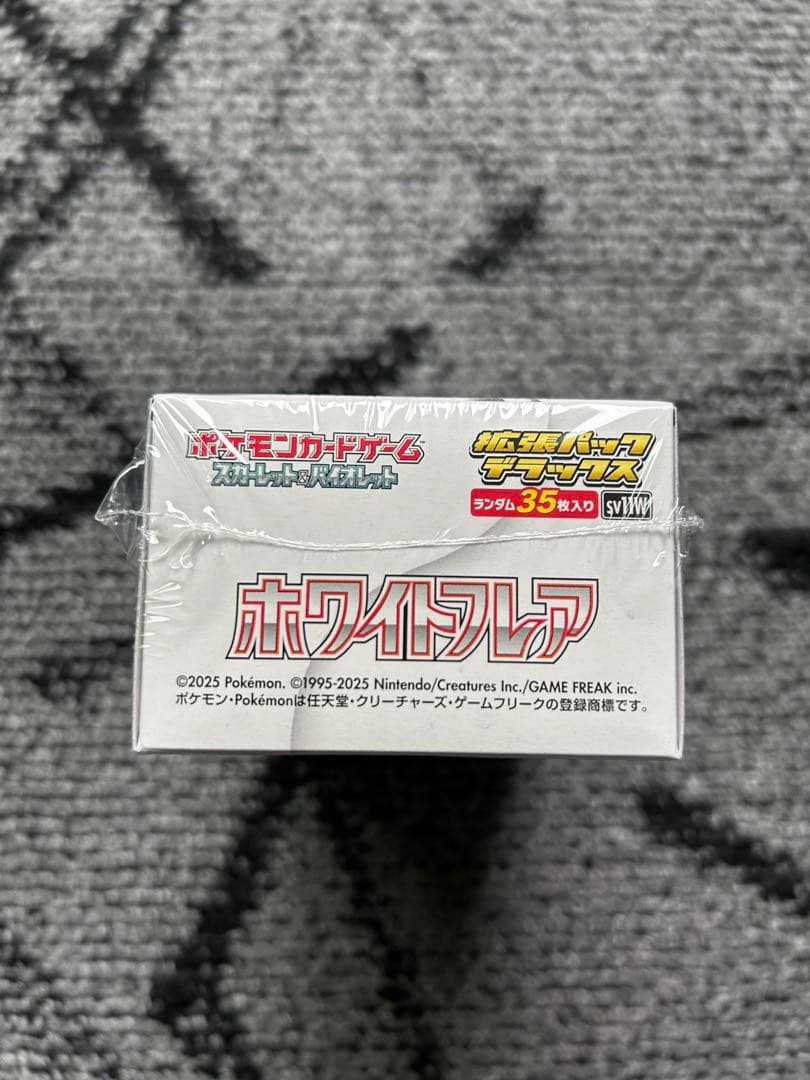 ポケモンカードゲーム
スカーレット&バイオレット
拡張パック
デラックス
ランダム35枚入り sv11W
ホワイトフレア
©2025 Pokémon. ©1995-2025 Nintendo/Creatures Inc./GAME FREAK inc.
ポケモン・Pokémonは任天堂・クリーチャーズ・ゲームフリークの登録商標です。